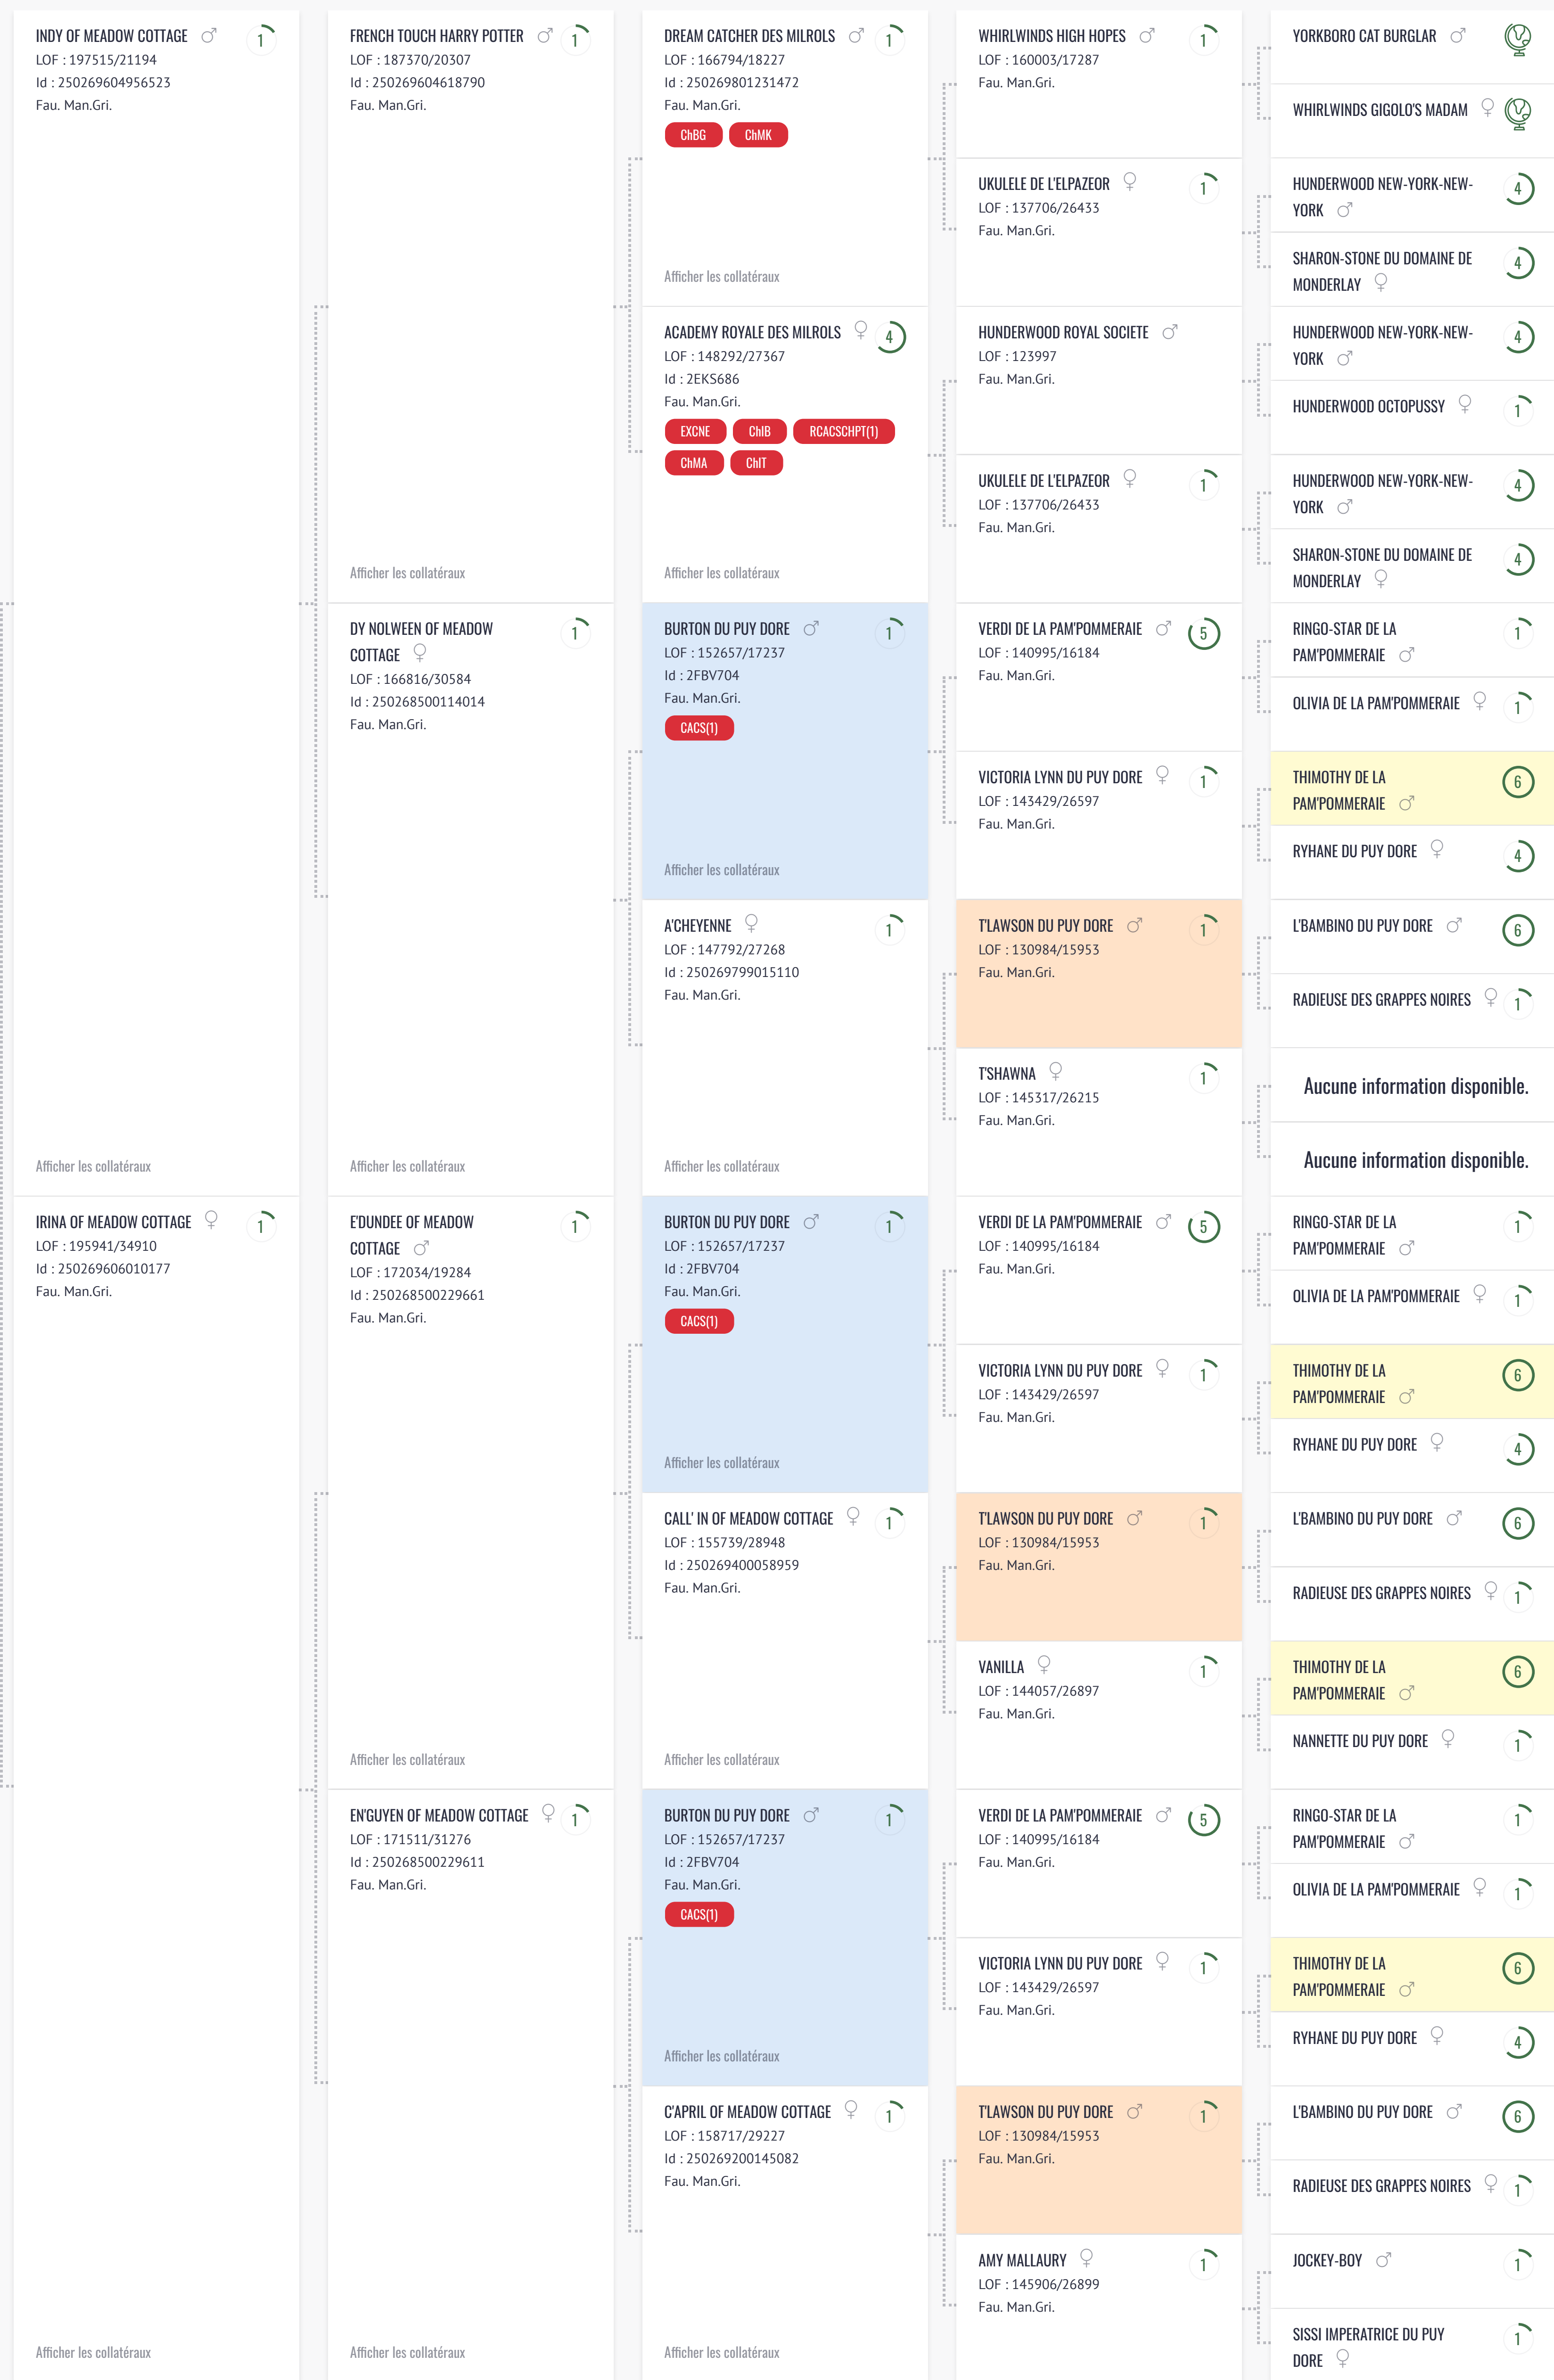 INDY OF MEADOW COTTAGE
1
LOF : 197515/21194
Id : 250269604956523
Fau. Man.Gri.
Afficher les collatéraux
IRINA OF MEADOW COTTAGE
1
LOF : 195941/34910
Id : 250269606010177
Fau. Man.Gri.
Afficher les collatéraux
FRENCH TOUCH HARRY POTTER
1
LOF : 187370/20307
Id : 250269604618790
Fau. Man.Gri.
Afficher les collatéraux
DY NOLWEEN OF MEADOW
COTTAGE
1
LOF : 166816/30584
Id : 250268500114014
Fau. Man.Gri.
Afficher les collatéraux
E'DUNDEE OF MEADOW
COTTAGE
1
LOF : 172034/19284
Id : 250268500229661
Fau. Man.Gri.
Afficher les collatéraux
EN'GUYEN OF MEADOW COTTAGE
1
LOF : 171511/31276
Id : 250268500229611
Fau. Man.Gri.
Afficher les collatéraux
DREAM CATCHER DES MILROLS
1
LOF : 166794/18227
Id : 250269801231472
Fau. Man.Gri.
ChBG ChMK
Afficher les collatéraux
ACADEMY ROYALE DES MILROLS
4
LOF : 148292/27367
Id : 2EKS686
Fau. Man.Gri.
EXCNE ChIB RCACSCHPT(1)
ChMA ChIT
Afficher les collatéraux
BURTON DU PUY DORE
1
LOF : 152657/17237
Id : 2FBV704
Fau. Man.Gri.
CACS(1)
Afficher les collatéraux
A'CHEYENNE
1
LOF : 147792/27268
Id : 250269799015110
Fau. Man.Gri.
Afficher les collatéraux
BURTON DU PUY DORE
1
LOF : 152657/17237
Id : 2FBV704
Fau. Man.Gri.
CACS(1)
Afficher les collatéraux
CALL' IN OF MEADOW COTTAGE
1
LOF : 155739/28948
Id : 250269400058959
Fau. Man.Gri.
Afficher les collatéraux
BURTON DU PUY DORE
1
LOF : 152657/17237
Id : 2FBV704
Fau. Man.Gri.
CACS(1)
Afficher les collatéraux
C'APRIL OF MEADOW COTTAGE
1
LOF : 158717/29227
Id : 250269200145082
Fau. Man.Gri.
Afficher les collatéraux
WHIRLWINDS HIGH HOPES
1
LOF : 160003/17287
Fau. Man.Gri.
UKULELE DE L'ELPAZEOR
1
LOF : 137706/26433
Fau. Man.Gri.
HUNDERWOOD ROYAL SOCIETE
LOF : 123997
Fau. Man.Gri.
UKULELE DE L'ELPAZEOR
1
LOF : 137706/26433
Fau. Man.Gri.
VERDI DE LA PAM'POMMERAIE
5
LOF : 140995/16184
Fau. Man.Gri.
VICTORIA LYNN DU PUY DORE
1
LOF : 143429/26597
Fau. Man.Gri.
T'LAWSON DU PUY DORE
1
LOF : 130984/15953
Fau. Man.Gri.
T'SHAWNA
1
LOF : 145317/26215
Fau. Man.Gri.
VERDI DE LA PAM'POMMERAIE
5
LOF : 140995/16184
Fau. Man.Gri.
VICTORIA LYNN DU PUY DORE
1
LOF : 143429/26597
Fau. Man.Gri.
T'LAWSON DU PUY DORE
1
LOF : 130984/15953
Fau. Man.Gri.
VANILLA
1
LOF : 144057/26897
Fau. Man.Gri.
VERDI DE LA PAM'POMMERAIE
5
LOF : 140995/16184
Fau. Man.Gri.
VICTORIA LYNN DU PUY DORE
1
LOF : 143429/26597
Fau. Man.Gri.
T'LAWSON DU PUY DORE
1
LOF : 130984/15953
Fau. Man.Gri.
AMY MALLAURY
1
LOF : 145906/26899
Fau. Man.Gri.
YORKBORO CAT BURGLAR
WHIRLWINDS GIGOLO'S MADAM
HUNDERWOOD NEW-YORK-NEW-
YORK
4
SHARON-STONE DU DOMAINE DE
MONDERLAY
4
HUNDERWOOD NEW-YORK-NEW-
YORK
4
HUNDERWOOD OCTOPUSSY
1
HUNDERWOOD NEW-YORK-NEW-
YORK
4
SHARON-STONE DU DOMAINE DE
MONDERLAY
4
RINGO-STAR DE LA
PAM'POMMERAIE
1
OLIVIA DE LA PAM'POMMERAIE
1
THIMOTHY DE LA
PAM'POMMERAIE
6
RYHANE DU PUY DORE
4
L'BAMBINO DU PUY DORE
6
RADIEUSE DES GRAPPES NOIRES
1
Aucune information disponible.
Aucune information disponible.
RINGO-STAR DE LA
PAM'POMMERAIE
1
OLIVIA DE LA PAM'POMMERAIE
1
THIMOTHY DE LA
PAM'POMMERAIE
6
RYHANE DU PUY DORE
4
L'BAMBINO DU PUY DORE
6
RADIEUSE DES GRAPPES NOIRES
1
THIMOTHY DE LA
PAM'POMMERAIE
6
NANNETTE DU PUY DORE
1
RINGO-STAR DE LA
PAM'POMMERAIE
1
OLIVIA DE LA PAM'POMMERAIE
1
THIMOTHY DE LA
PAM'POMMERAIE
6
RYHANE DU PUY DORE
4
L'BAMBINO DU PUY DORE
6
RADIEUSE DES GRAPPES NOIRES
1
JOCKEY-BOY
1
SISSI IMPERATRICE DU PUY
DORE
1